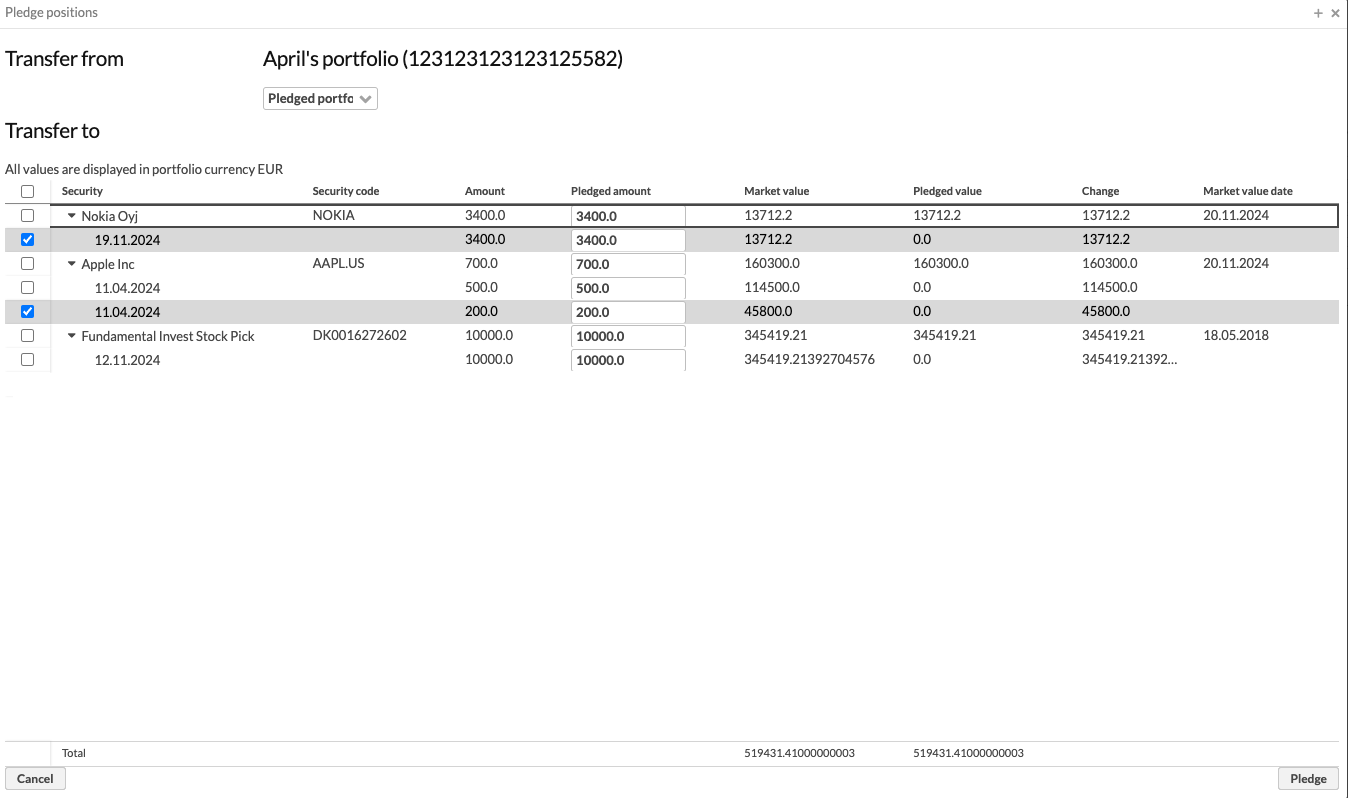 Pledge positions
Transfer from April's portfolio (123123123123125582)
Pledged portfo
Transfer to
All values are displayed in portfolio currency EUR
Security Security code Amount Pledged amount Market value Pledged value Change Market value date
Nokia Oyj NOKIA 3400.0 3400.0 13712.2 13712.2 13712.2 20.11.2024
19.11.2024 3400.0 3400.0 13712.2 0.0 13712.2
Apple Inc AAPL.US 700.0 700.0 160300.0 160300.0 160300.0 20.11.2024
11.04.2024 500.0 500.0 114500.0 0.0 114500.0
11.04.2024 200.0 200.0 45800.0 0.0 45800.0
Fundamental Invest Stock Pick DK0016272602 10000.0 10000.0 345419.21 345419.21 345419.21 18.05.2018
12.11.2024 10000.0 10000.0 345419.21392704576 0.0 345419.21392...
Total 519431.41000000003 519431.41000000003
Cancel Pledge